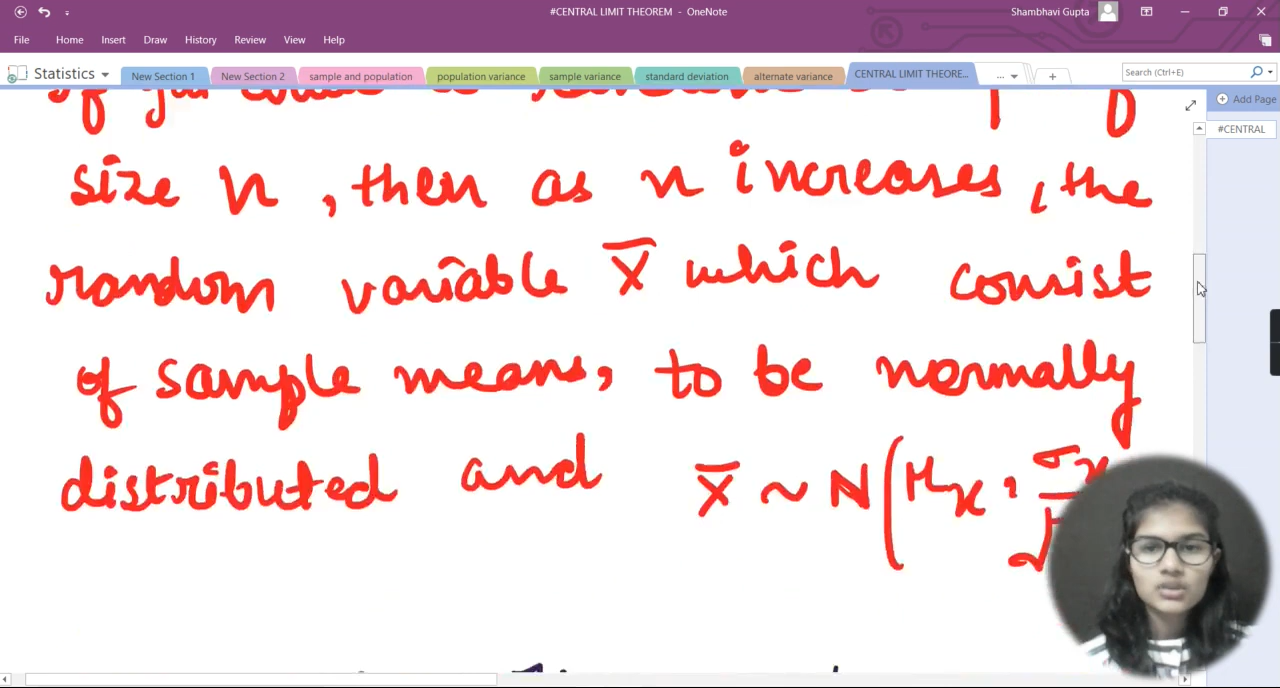 #CENTRAL LIMIT THEOREM - OneNote
Shambhavi Gupta
File Home Insert Draw History Review View Help
Statistics
New Section 1
New Section 2
sample and population
population variance
sample variance
standard deviation
alternate variance
CENTRAL LIMIT THEORE...
...
Search (Ctrl+E)
Add Page
#CENTRAL
size n, then as n increases, the
random variable X̅ which consist
of sample means, to be normally
distributed and X̅ ~ N(μx, σx